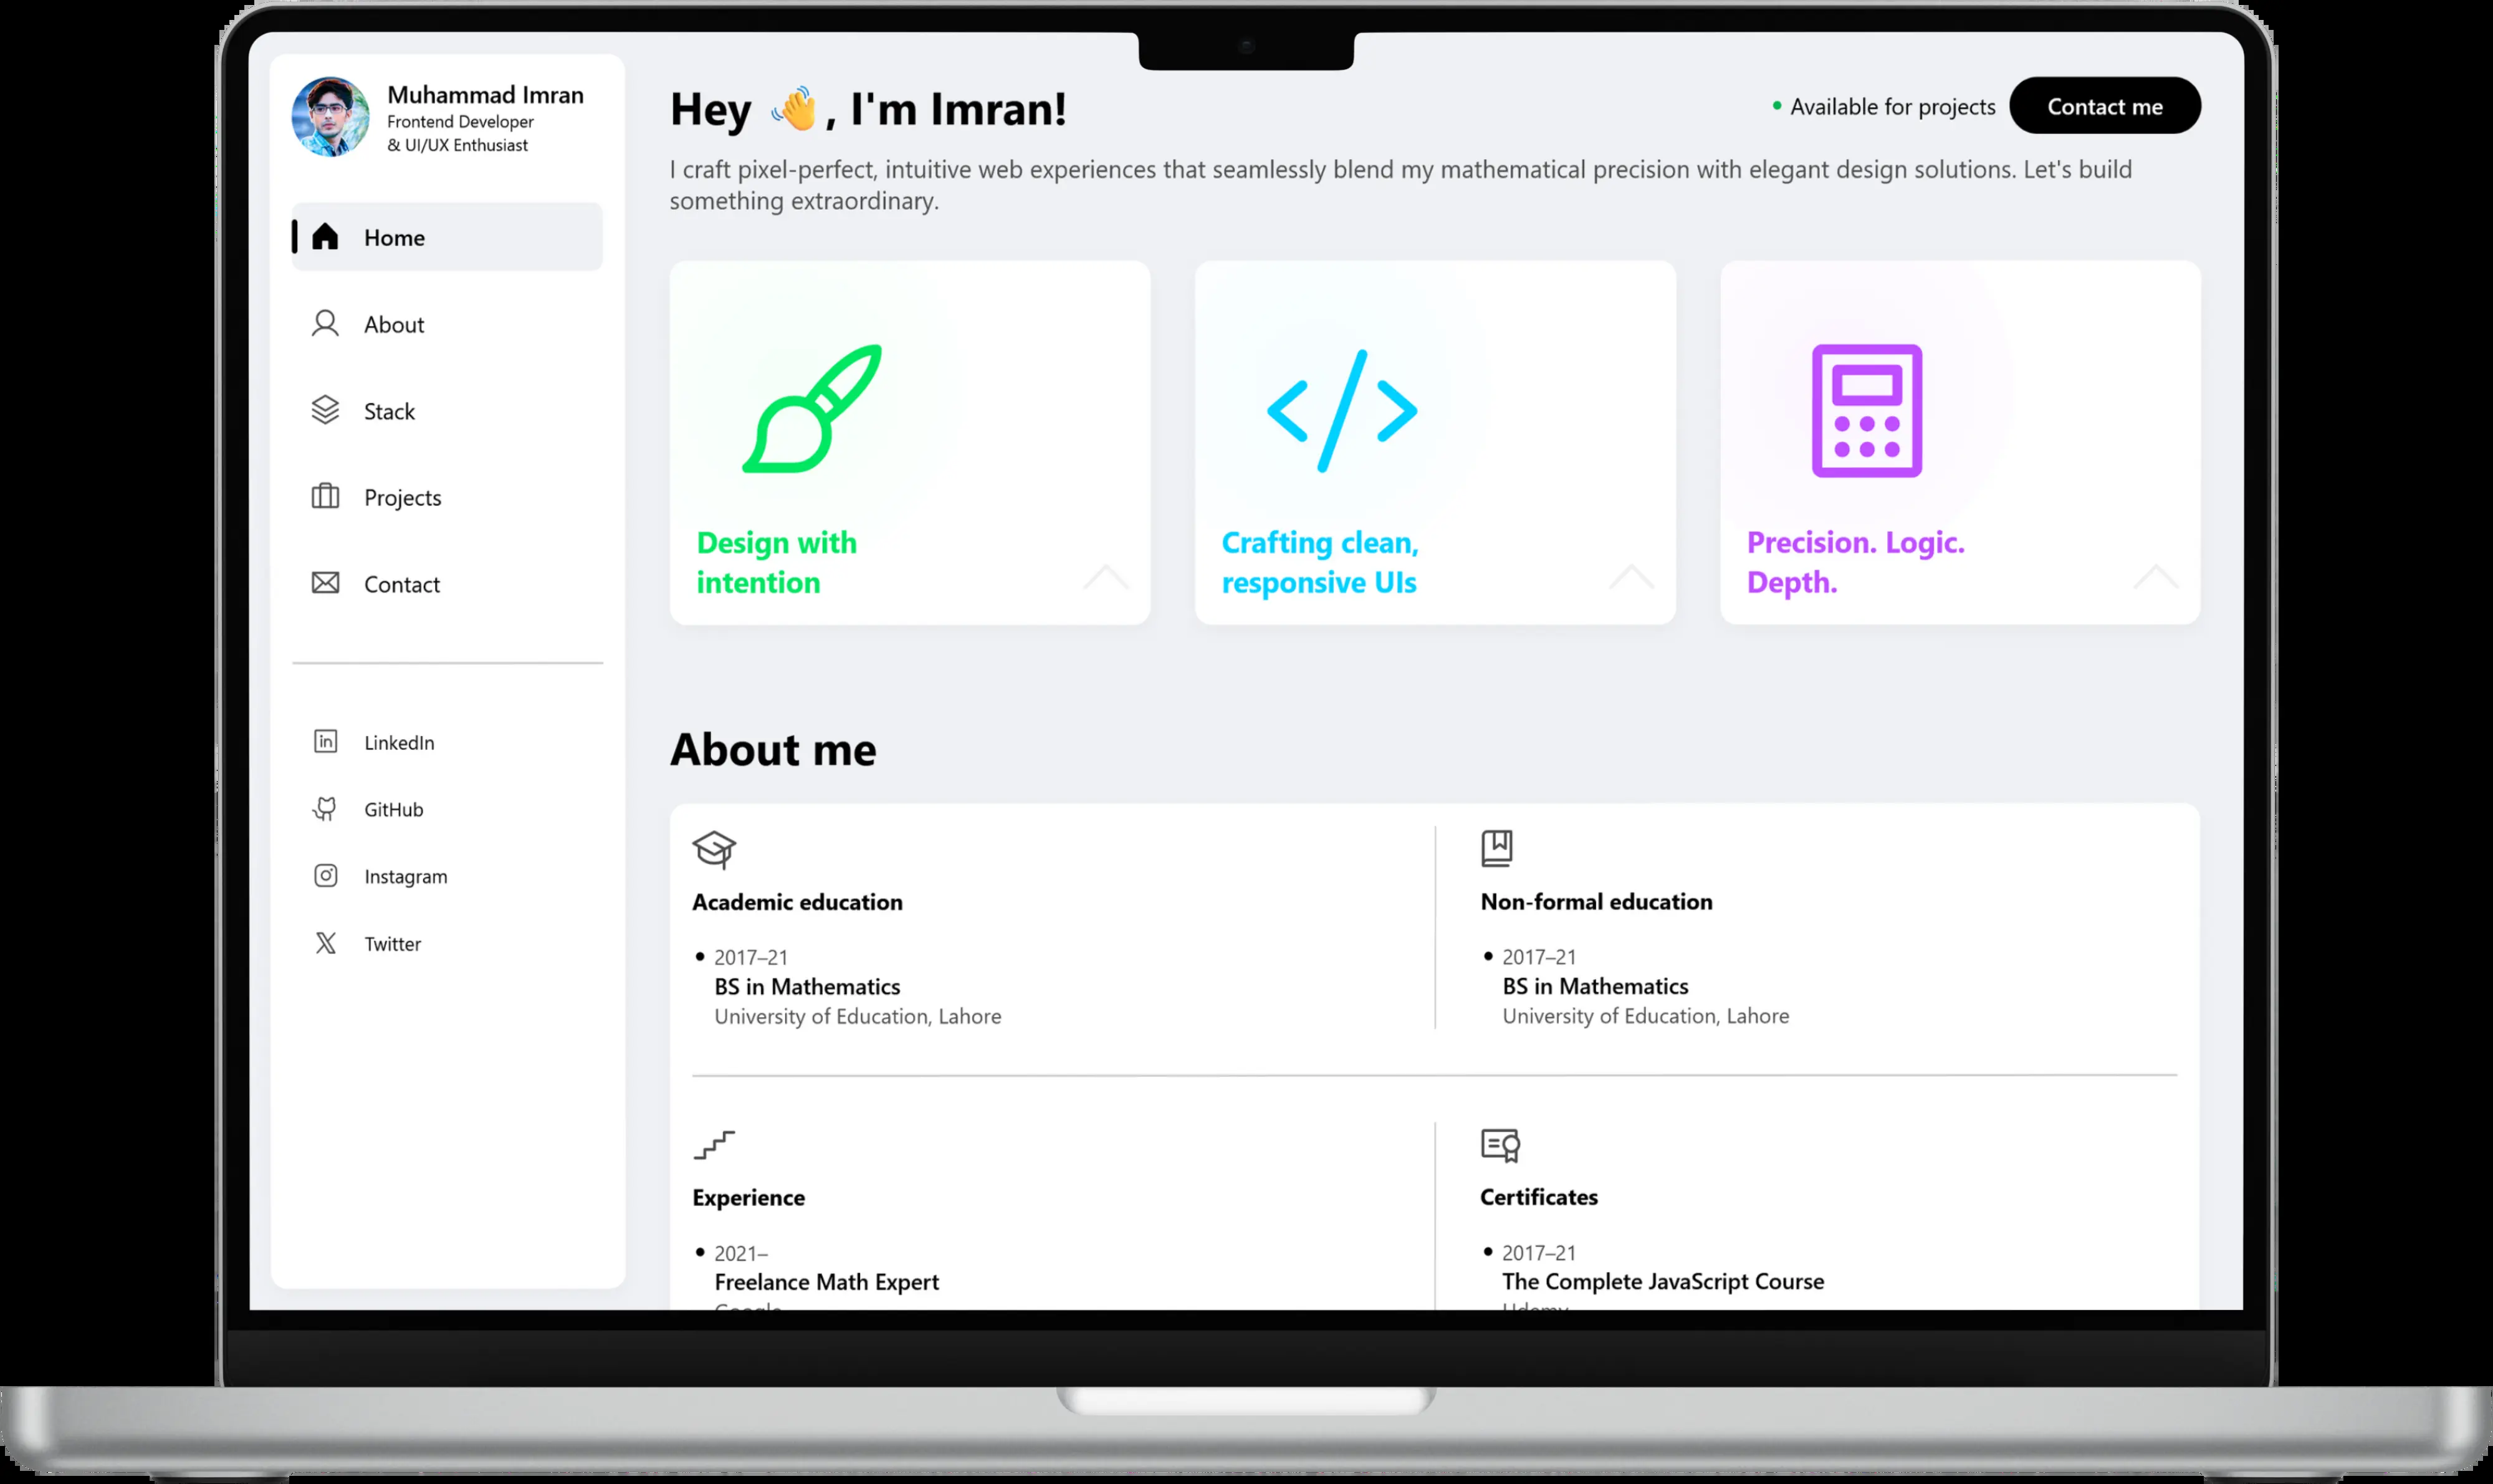 Muhammad Imran
Frontend Developer
& UI/UX Enthusiast
Home
About
Stack
Projects
Contact
LinkedIn
GitHub
Instagram
Twitter
Hey 👋, I'm Imran!
Available for projects
Contact me
I craft pixel-perfect, intuitive web experiences that seamlessly blend my mathematical precision with elegant design solutions. Let's build
something extraordinary.
Design with
intention
Crafting clean,
responsive UIs
Precision. Logic.
Depth.
About me
Academic education
2017–21
BS in Mathematics
University of Education, Lahore
Non-formal education
2017–21
BS in Mathematics
University of Education, Lahore
Experience
2021–
Freelance Math Expert
Google
Certificates
2017–21
The Complete JavaScript Course
Udemy